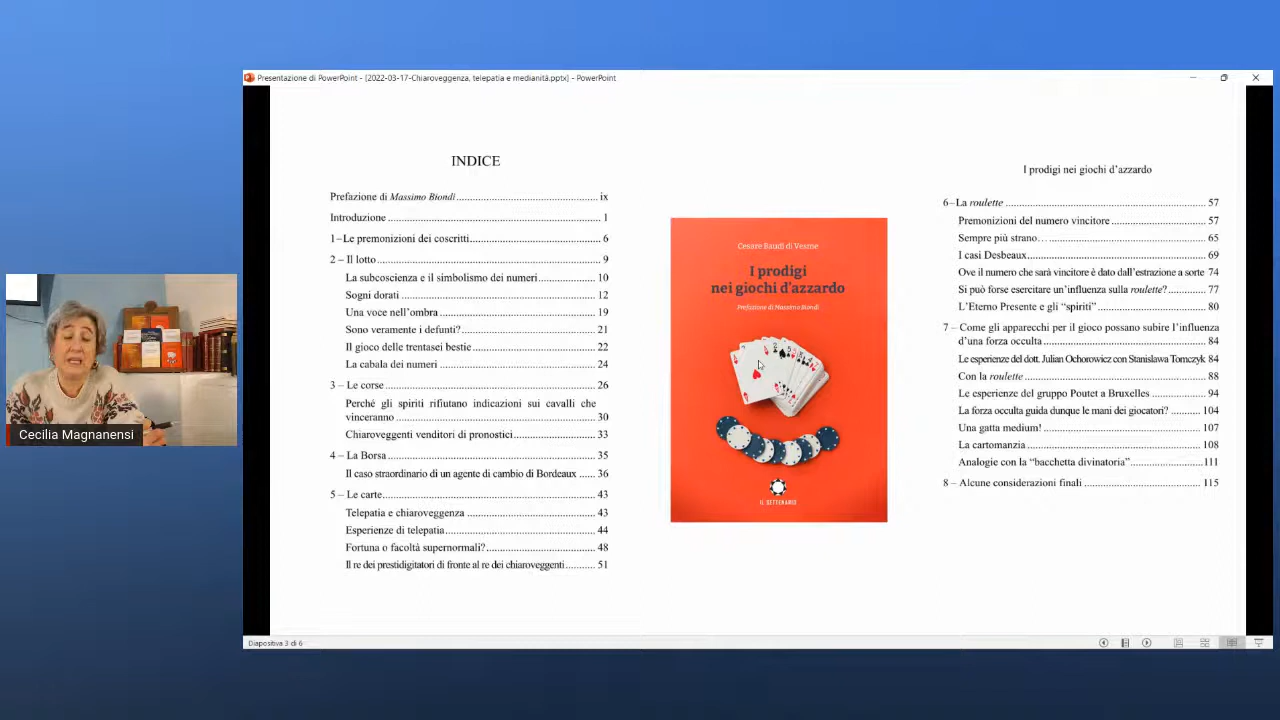 Presentazione di PowerPoint - [2022-03-17-Chiaroveggenza, telepatia e medianità.pptx] - PowerPoint
INDICE
Prefazione di Massimo Biondi ix
Introduzione 1
1 – Le premonizioni dei coscritti 6
2 – Il lotto 9
La subcoscienza e il simbolismo dei numeri 10
Sogni dorati 12
Una voce nell'ombra 19
Sono veramente i defunti? 21
Il gioco delle trentasei bestie 22
La cabala dei numeri 24
3 – Le corse 26
Perché gli spiriti rifiutano indicazioni sui cavalli che
vinceranno 30
Chiaroveggenti venditori di pronostici 33
4 – La Borsa 35
Il caso straordinario di un agente di cambio di Bordeaux 36
5 – Le carte 43
Telepatia e chiaroveggenza 43
Esperienze di telepatia 44
Fortuna o facoltà supernormali? 48
Il re dei prestidigitatori di fronte al re dei chiaroveggenti 51
Cesare Baudi di Vesme
I prodigi
nei giochi d'azzardo
Prefazione di Massimo Biondi
IL SETTENARIO
I prodigi nei giochi d'azzardo
6 – La roulette 57
Premonizioni del numero vincitore 57
Sempre più strano… 65
I casi Desbeaux 69
Ove il numero che sarà vincitore è dato dall'estrazione a sorte 74
Si può forse esercitare un'influenza sulla roulette? 77
L'Eterno Presente e gli "spiriti" 80
7 – Come gli apparecchi per il gioco possano subire l'influenza
d'una forza occulta 84
Le esperienze del dott. Julian Ochorowicz con Stanislawa Tomczyk 84
Con la roulette 88
Le esperienze del gruppo Poutet a Bruxelles 94
La forza occulta guida dunque le mani dei giocatori? 104
Una gatta medium! 107
La cartomanzia 108
Analogie con la "bacchetta divinatoria" 111
8 – Alcune considerazioni finali 115
Cecilia Magnanensi
Diapositiva 3 di 6